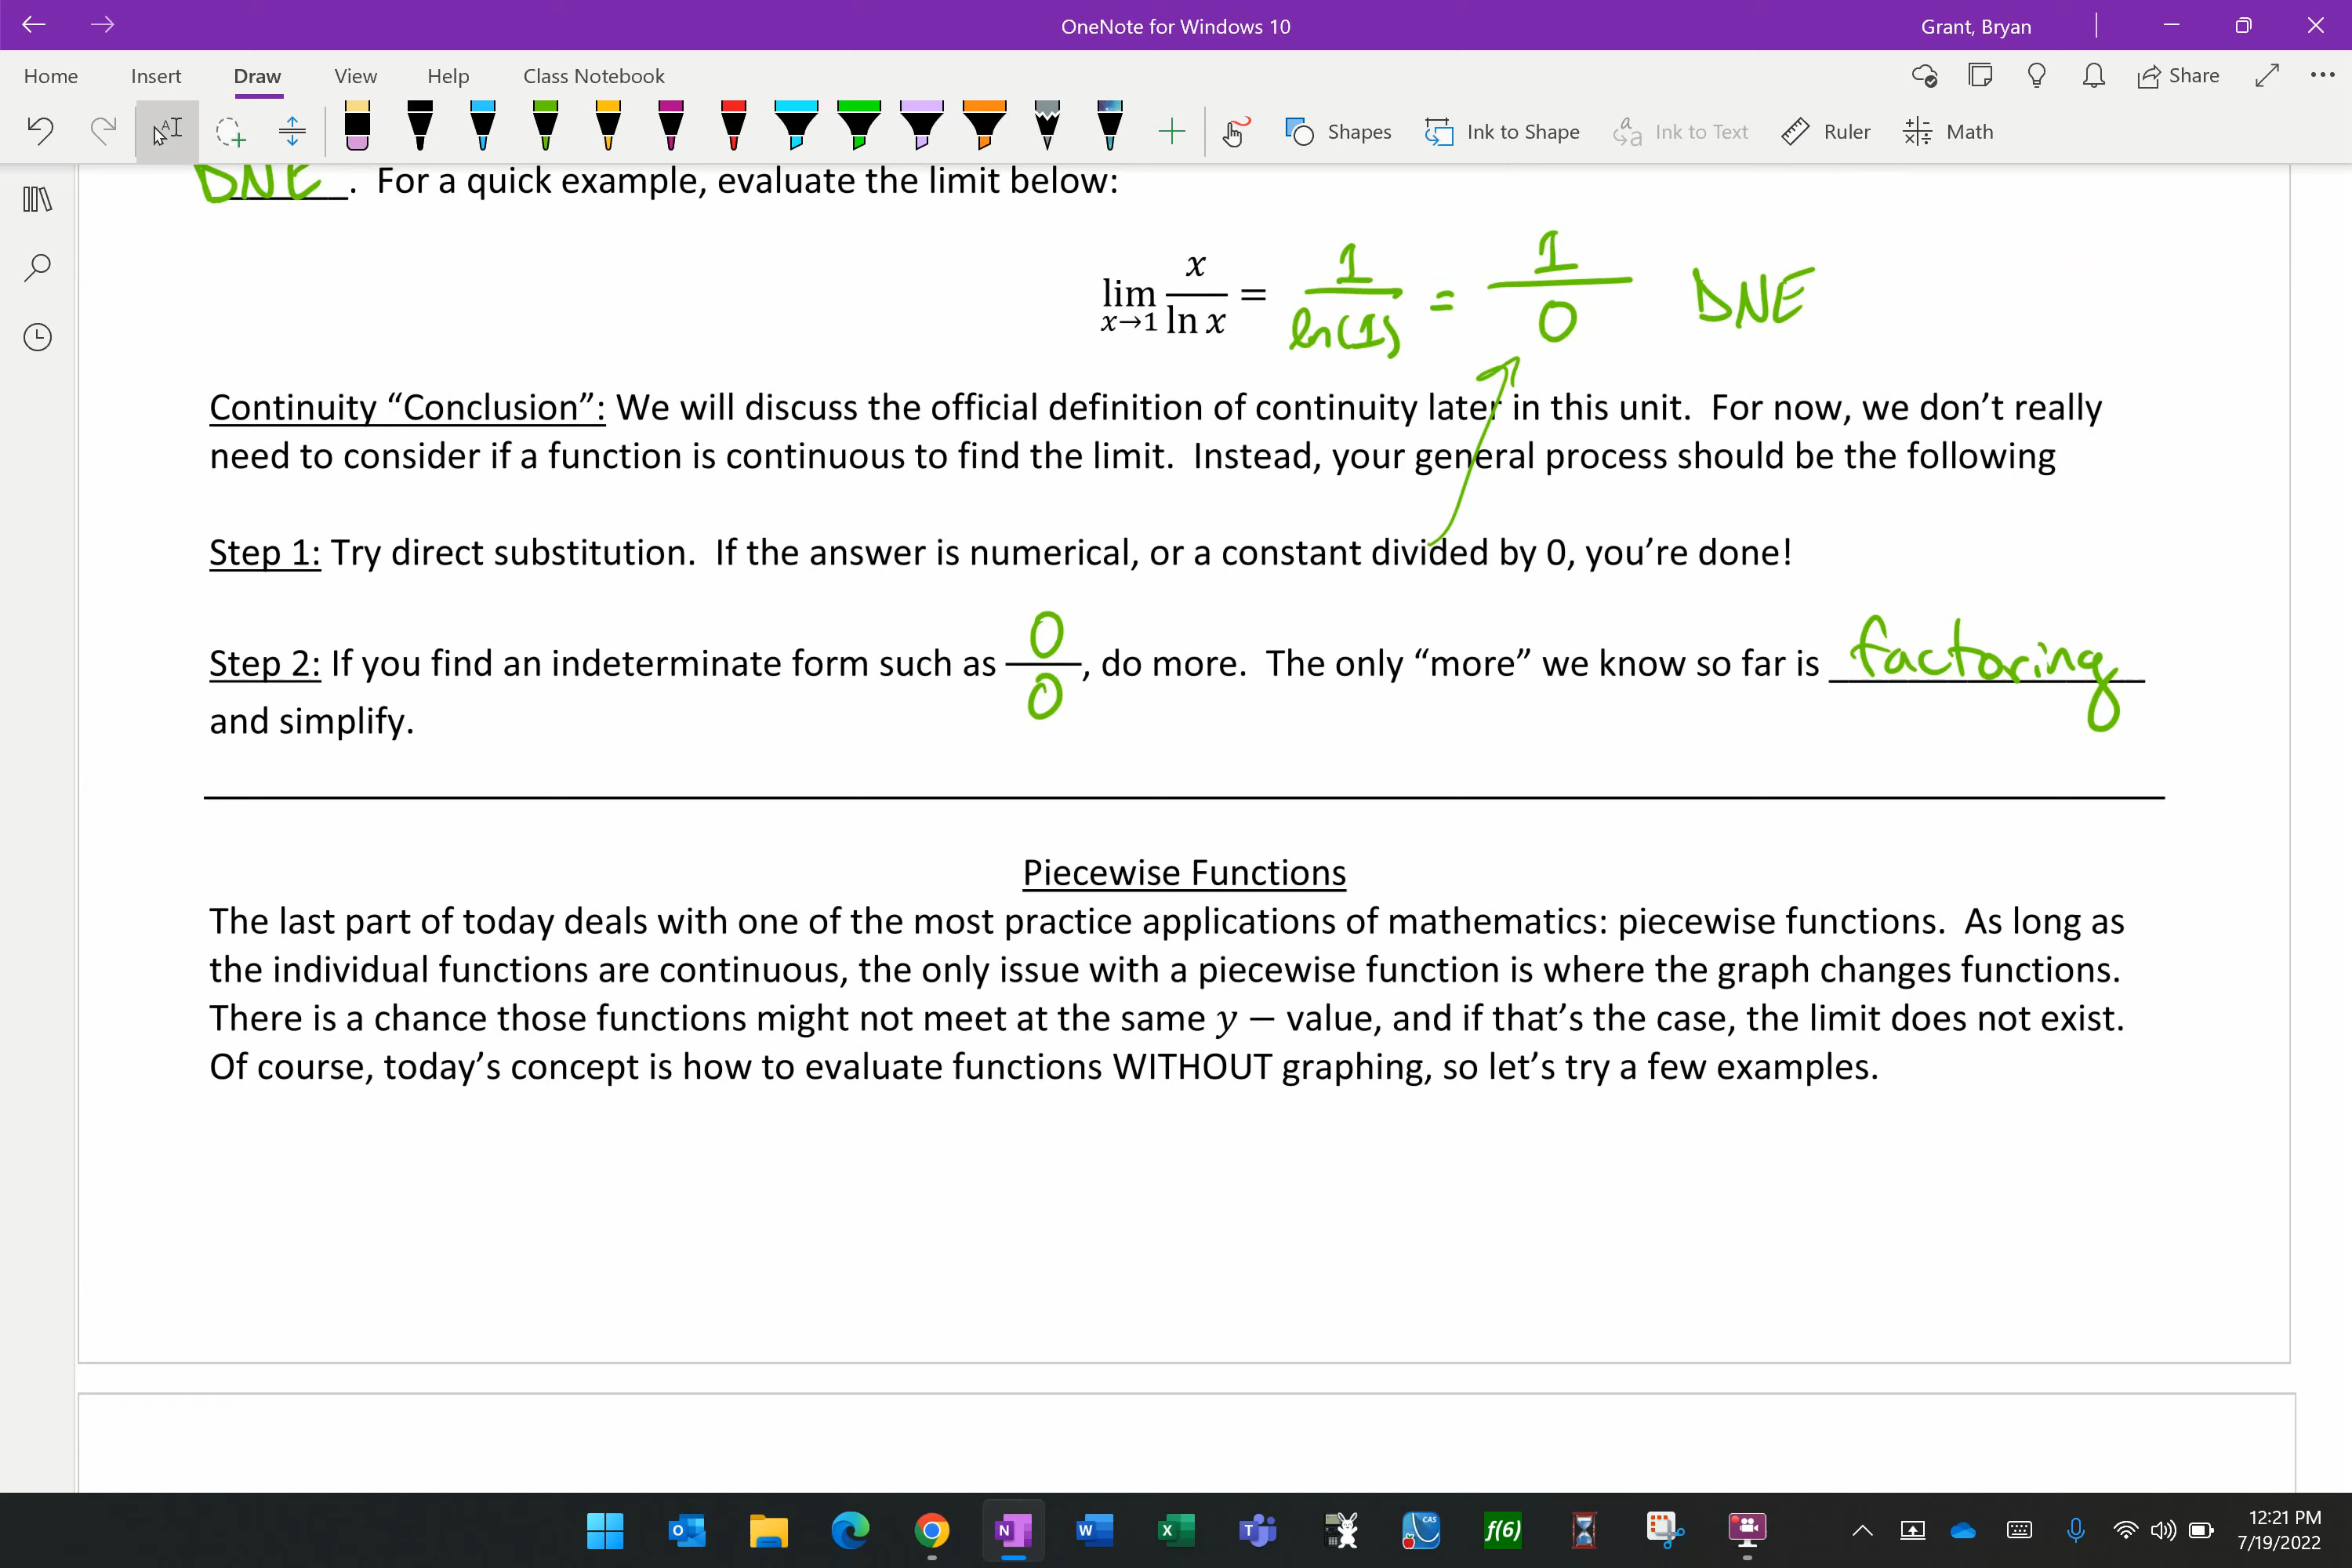 OneNote for Windows 10
Grant, Bryan
Home Insert Draw View Help Class Notebook
Share
Shapes Ink to Shape Ink to Text Ruler Math
DNE. For a quick example, evaluate the limit below:
lim x→1 x/ln x = 1/ln(1) = 1/0 DNE
Continuity “Conclusion”: We will discuss the official definition of continuity later in this unit. For now, we don’t really
need to consider if a function is continuous to find the limit. Instead, your general process should be the following
Step 1: Try direct substitution. If the answer is numerical, or a constant divided by 0, you’re done!
Step 2: If you find an indeterminate form such as 0/0, do more. The only “more” we know so far is factoring
and simplify.
Piecewise Functions
The last part of today deals with one of the most practice applications of mathematics: piecewise functions. As long as
the individual functions are continuous, the only issue with a piecewise function is where the graph changes functions.
There is a chance those functions might not meet at the same y − value, and if that’s the case, the limit does not exist.
Of course, today’s concept is how to evaluate functions WITHOUT graphing, so let’s try a few examples.
f(6)
CAS
12:21 PM
7/19/2022